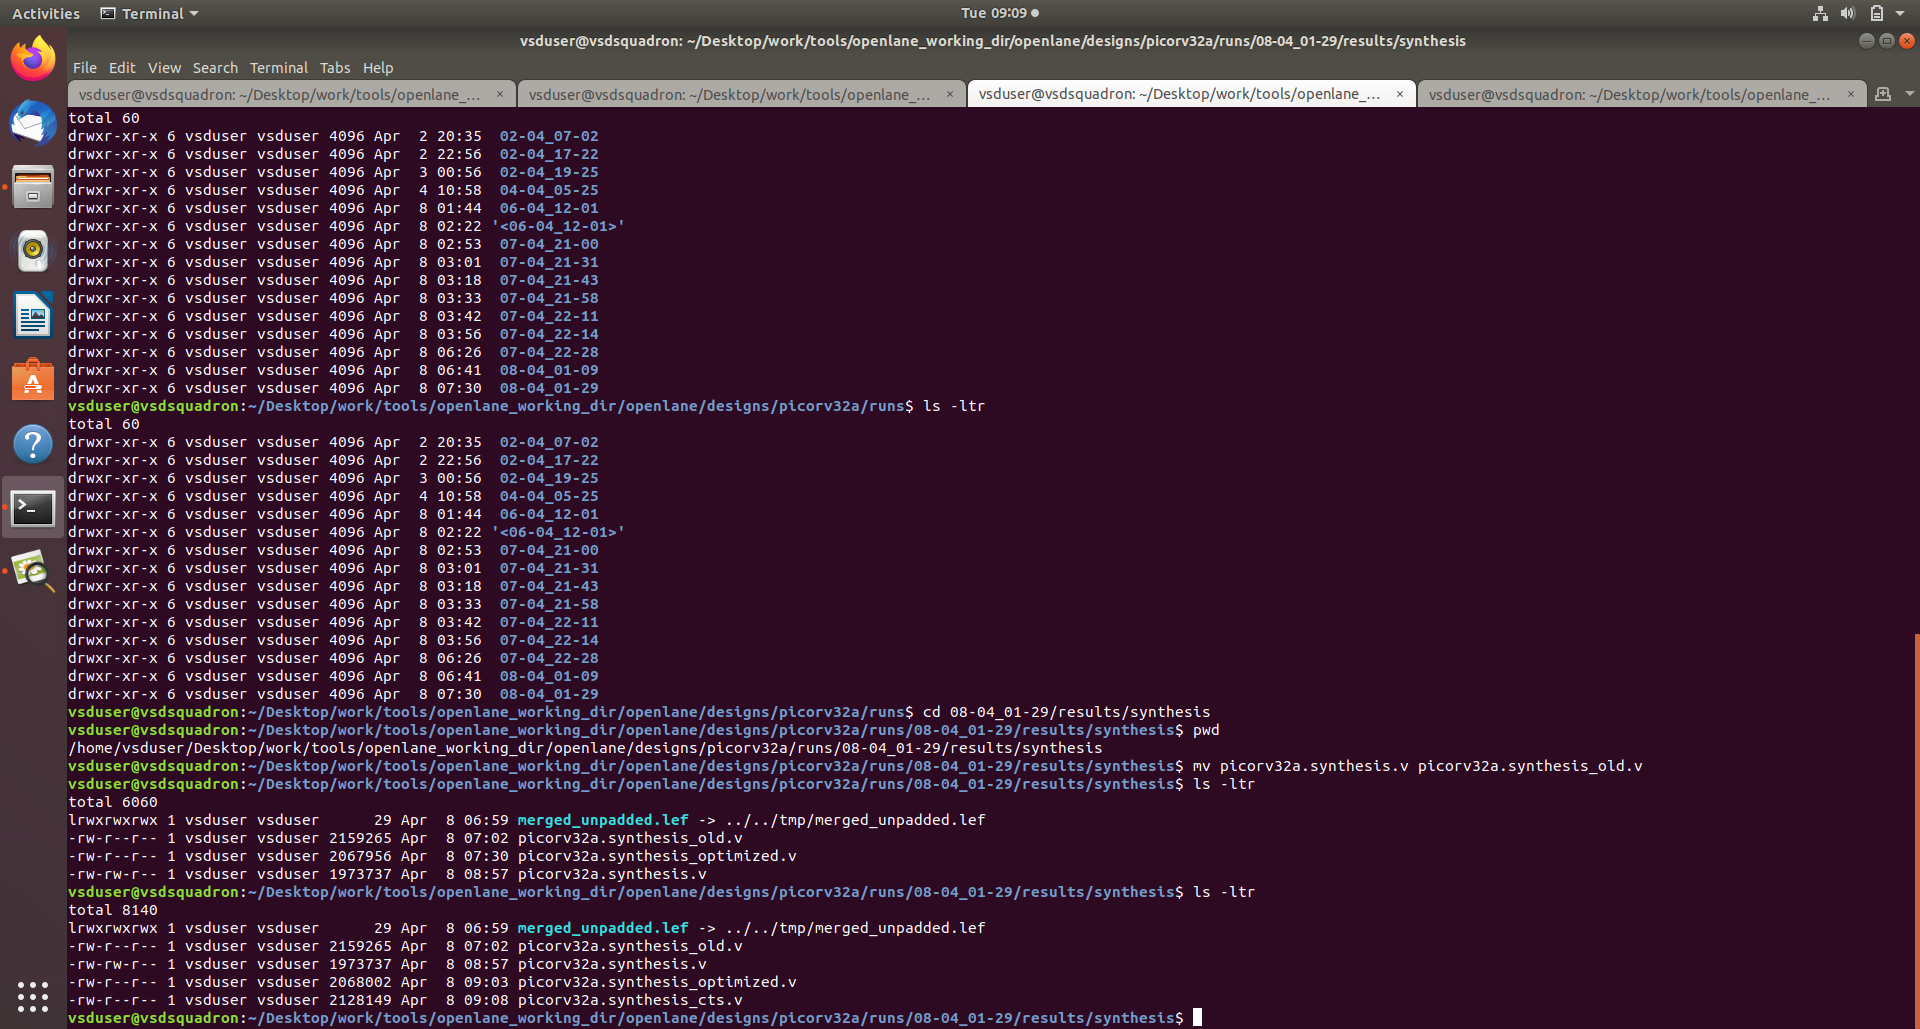 Activities Terminal Tue 09:09
vsduser@vsdsquadron: ~/Desktop/work/tools/openlane_working_dir/openlane/designs/picorv32a/runs/08-04_01-29/results/synthesis
File Edit View Search Terminal Tabs Help
vsduser@vsdsquadron: ~/Desktop/work/tools/openlane_... × vsduser@vsdsquadron: ~/Desktop/work/tools/openlane_... × vsduser@vsdsquadron: ~/Desktop/work/tools/openlane_... × vsduser@vsdsquadron: ~/Desktop/work/tools/openlane_... ×
total 60
drwxr-xr-x 6 vsduser vsduser 4096 Apr  2 20:35  02-04_07-02
drwxr-xr-x 6 vsduser vsduser 4096 Apr  2 22:56  02-04_17-22
drwxr-xr-x 6 vsduser vsduser 4096 Apr  3 00:56  02-04_19-25
drwxr-xr-x 6 vsduser vsduser 4096 Apr  4 10:58  04-04_05-25
drwxr-xr-x 6 vsduser vsduser 4096 Apr  8 01:44  06-04_12-01
drwxr-xr-x 6 vsduser vsduser 4096 Apr  8 02:22 '<06-04_12-01>'
drwxr-xr-x 6 vsduser vsduser 4096 Apr  8 02:53  07-04_21-00
drwxr-xr-x 6 vsduser vsduser 4096 Apr  8 03:01  07-04_21-31
drwxr-xr-x 6 vsduser vsduser 4096 Apr  8 03:18  07-04_21-43
drwxr-xr-x 6 vsduser vsduser 4096 Apr  8 03:33  07-04_21-58
drwxr-xr-x 6 vsduser vsduser 4096 Apr  8 03:42  07-04_22-11
drwxr-xr-x 6 vsduser vsduser 4096 Apr  8 03:56  07-04_22-14
drwxr-xr-x 6 vsduser vsduser 4096 Apr  8 06:26  07-04_22-28
drwxr-xr-x 6 vsduser vsduser 4096 Apr  8 06:41  08-04_01-09
drwxr-xr-x 6 vsduser vsduser 4096 Apr  8 07:30  08-04_01-29
vsduser@vsdsquadron:~/Desktop/work/tools/openlane_working_dir/openlane/designs/picorv32a/runs$ ls -ltr
total 60
drwxr-xr-x 6 vsduser vsduser 4096 Apr  2 20:35  02-04_07-02
drwxr-xr-x 6 vsduser vsduser 4096 Apr  2 22:56  02-04_17-22
drwxr-xr-x 6 vsduser vsduser 4096 Apr  3 00:56  02-04_19-25
drwxr-xr-x 6 vsduser vsduser 4096 Apr  4 10:58  04-04_05-25
drwxr-xr-x 6 vsduser vsduser 4096 Apr  8 01:44  06-04_12-01
drwxr-xr-x 6 vsduser vsduser 4096 Apr  8 02:22 '<06-04_12-01>'
drwxr-xr-x 6 vsduser vsduser 4096 Apr  8 02:53  07-04_21-00
drwxr-xr-x 6 vsduser vsduser 4096 Apr  8 03:01  07-04_21-31
drwxr-xr-x 6 vsduser vsduser 4096 Apr  8 03:18  07-04_21-43
drwxr-xr-x 6 vsduser vsduser 4096 Apr  8 03:33  07-04_21-58
drwxr-xr-x 6 vsduser vsduser 4096 Apr  8 03:42  07-04_22-11
drwxr-xr-x 6 vsduser vsduser 4096 Apr  8 03:56  07-04_22-14
drwxr-xr-x 6 vsduser vsduser 4096 Apr  8 06:26  07-04_22-28
drwxr-xr-x 6 vsduser vsduser 4096 Apr  8 06:41  08-04_01-09
drwxr-xr-x 6 vsduser vsduser 4096 Apr  8 07:30  08-04_01-29
vsduser@vsdsquadron:~/Desktop/work/tools/openlane_working_dir/openlane/designs/picorv32a/runs$ cd 08-04_01-29/results/synthesis
vsduser@vsdsquadron:~/Desktop/work/tools/openlane_working_dir/openlane/designs/picorv32a/runs/08-04_01-29/results/synthesis$ pwd
/home/vsduser/Desktop/work/tools/openlane_working_dir/openlane/designs/picorv32a/runs/08-04_01-29/results/synthesis
vsduser@vsdsquadron:~/Desktop/work/tools/openlane_working_dir/openlane/designs/picorv32a/runs/08-04_01-29/results/synthesis$ mv picorv32a.synthesis.v picorv32a.synthesis_old.v
vsduser@vsdsquadron:~/Desktop/work/tools/openlane_working_dir/openlane/designs/picorv32a/runs/08-04_01-29/results/synthesis$ ls -ltr
total 6060
lrwxrwxrwx 1 vsduser vsduser      29 Apr  8 06:59 merged_unpadded.lef -> ../../tmp/merged_unpadded.lef
-rw-r--r-- 1 vsduser vsduser 2159265 Apr  8 07:02 picorv32a.synthesis_old.v
-rw-r--r-- 1 vsduser vsduser 2067956 Apr  8 07:30 picorv32a.synthesis_optimized.v
-rw-rw-r-- 1 vsduser vsduser 1973737 Apr  8 08:57 picorv32a.synthesis.v
vsduser@vsdsquadron:~/Desktop/work/tools/openlane_working_dir/openlane/designs/picorv32a/runs/08-04_01-29/results/synthesis$ ls -ltr
total 8140
lrwxrwxrwx 1 vsduser vsduser      29 Apr  8 06:59 merged_unpadded.lef -> ../../tmp/merged_unpadded.lef
-rw-r--r-- 1 vsduser vsduser 2159265 Apr  8 07:02 picorv32a.synthesis_old.v
-rw-rw-r-- 1 vsduser vsduser 1973737 Apr  8 08:57 picorv32a.synthesis.v
-rw-r--r-- 1 vsduser vsduser 2068002 Apr  8 09:03 picorv32a.synthesis_optimized.v
-rw-r--r-- 1 vsduser vsduser 2128149 Apr  8 09:08 picorv32a.synthesis_cts.v
vsduser@vsdsquadron:~/Desktop/work/tools/openlane_working_dir/openlane/designs/picorv32a/runs/08-04_01-29/results/synthesis$